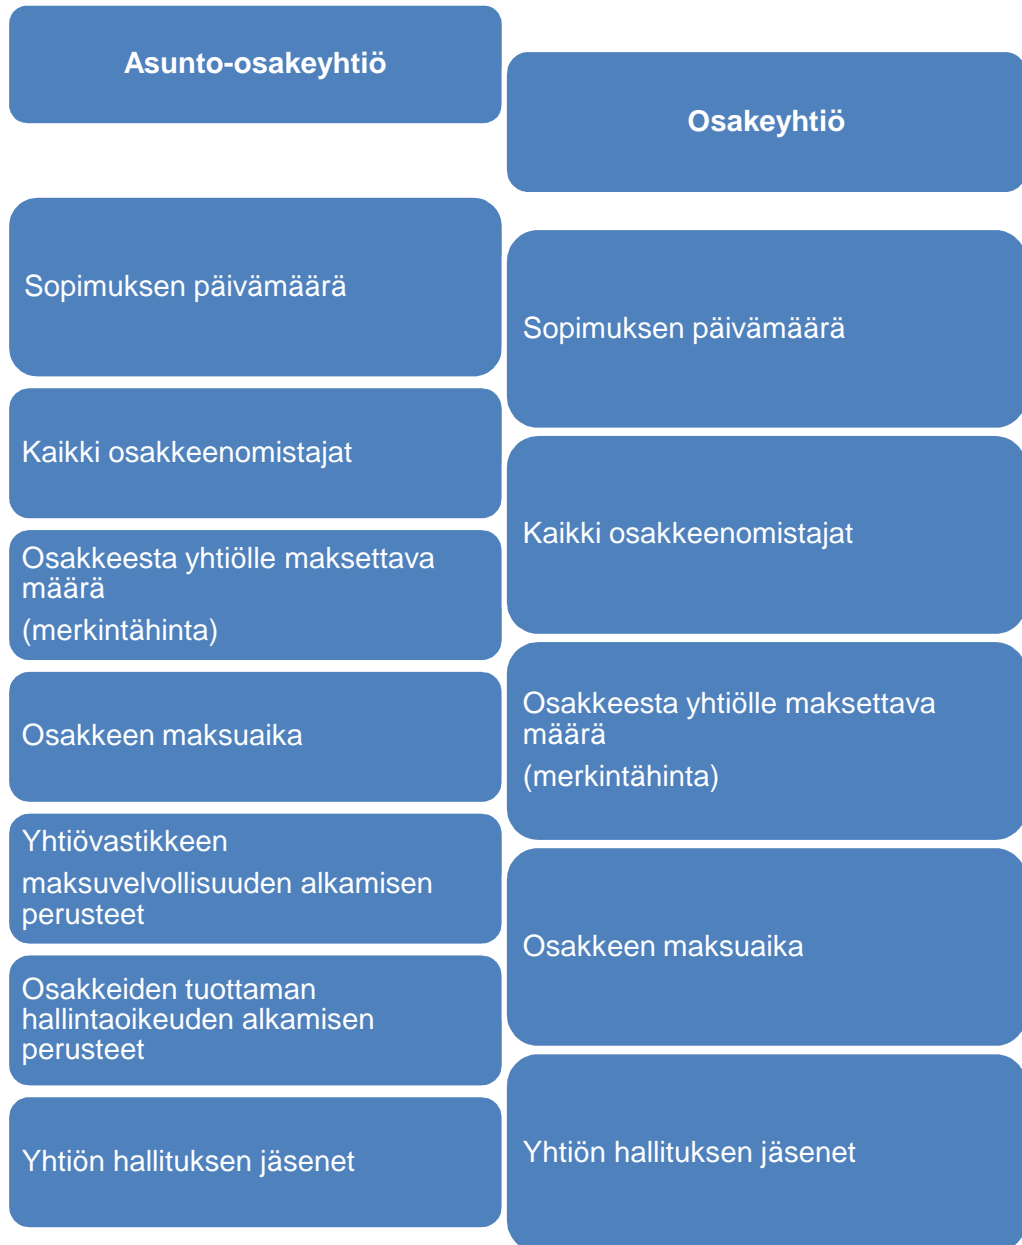 Asunto-osakeyhtiö
Sopimuksen päivämäärä
Kaikki osakkeenomistajat
Osakkeesta yhtiölle maksettava
määrä
(merkintähinta)
Osakkeen maksuaika
Yhtiövastikkeen
maksuvelvollisuuden alkamisen
perusteet
Osakkeiden tuottaman
hallintaoikeuden alkamisen
perusteet
Yhtiön hallituksen jäsenet
Osakeyhtiö
Sopimuksen päivämäärä
Kaikki osakkeenomistajat
Osakkeesta yhtiölle maksettava
määrä
(merkintähinta)
Osakkeen maksuaika
Yhtiön hallituksen jäsenet